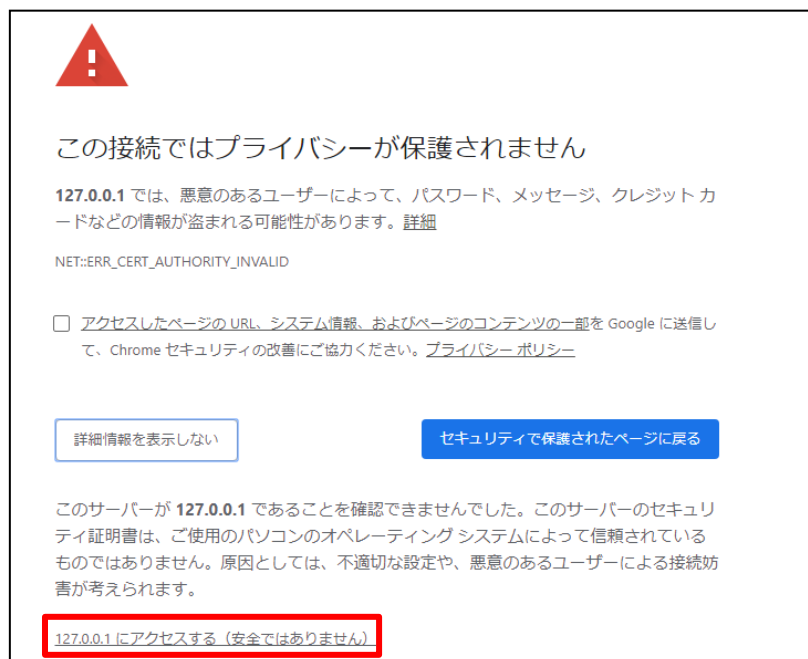 この接続ではプライバシーが保護されません
127.0.0.1 では、悪意のあるユーザーによって、パスワード、メッセージ、クレジット カ
ードなどの情報が盗まれる可能性があります。詳細
NET::ERR_CERT_AUTHORITY_INVALID
アクセスしたページの URL、システム情報、およびページのコンテンツの一部を Google に送信し
て、Chrome セキュリティの改善にご協力ください。プライバシー ポリシー
詳細情報を表示しない
セキュリティで保護されたページに戻る
このサーバーが 127.0.0.1 であることを確認できませんでした。このサーバーのセキュリ
ティ証明書は、ご使用のパソコンのオペレーティング システムによって信頼されている
ものではありません。原因としては、不適切な設定や、悪意のあるユーザーによる接続妨
害が考えられます。
127.0.0.1 にアクセスする（安全ではありません）